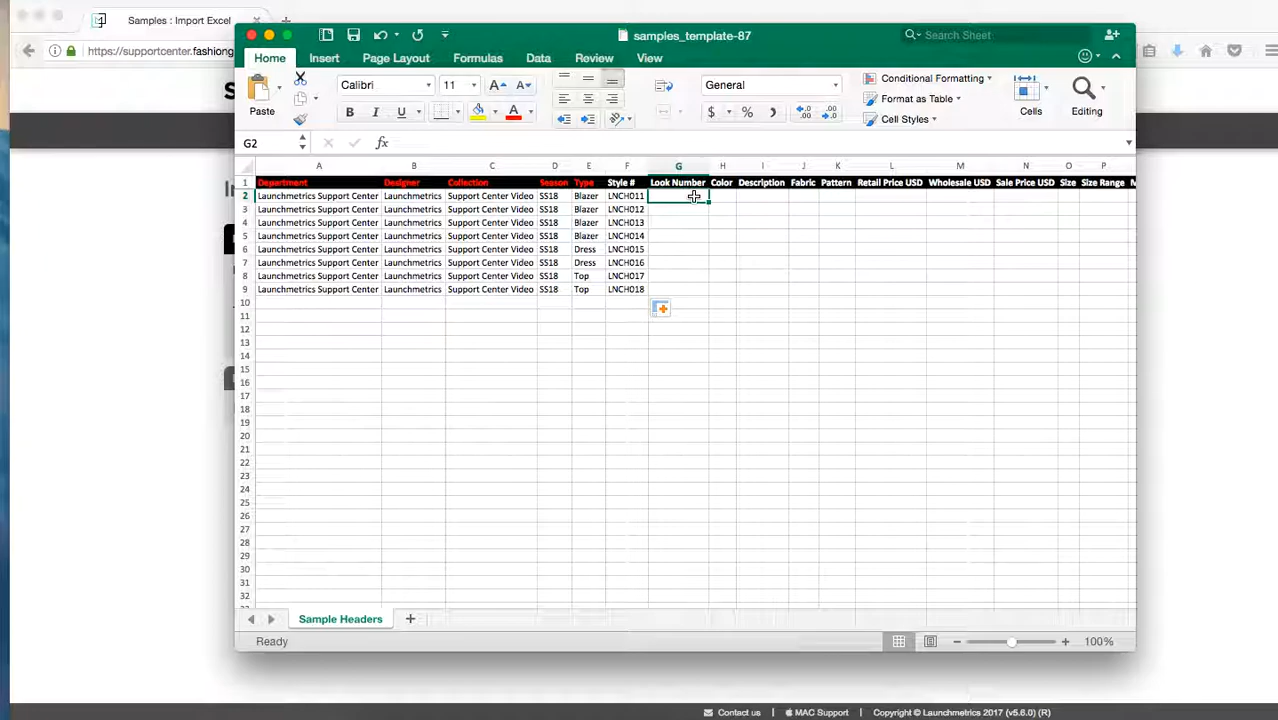 Samples : Import Excel
https://supportcenter.fashiong
samples_template-87
Search Sheet
Home Insert Page Layout Formulas Data Review View
Paste
Calibri 11
B I U
General
$ % )
Conditional Formatting
Format as Table
Cell Styles
Cells
Editing
G2 fx
A B C D E F G H I J K L M N O P
1 Department Designer Collection Season Type Style # Look Number Color Description Fabric Pattern Retail Price USD Wholesale USD Sale Price USD Size Size Range M
2 Launchmetrics Support Center Launchmetrics Support Center Video SS18 Blazer LNCH011
3 Launchmetrics Support Center Launchmetrics Support Center Video SS18 Blazer LNCH012
4 Launchmetrics Support Center Launchmetrics Support Center Video SS18 Blazer LNCH013
5 Launchmetrics Support Center Launchmetrics Support Center Video SS18 Blazer LNCH014
6 Launchmetrics Support Center Launchmetrics Support Center Video SS18 Dress LNCH015
7 Launchmetrics Support Center Launchmetrics Support Center Video SS18 Dress LNCH016
8 Launchmetrics Support Center Launchmetrics Support Center Video SS18 Top LNCH017
9 Launchmetrics Support Center Launchmetrics Support Center Video SS18 Top LNCH018
10
11
12
13
14
15
16
17
18
19
20
21
22
23
24
25
26
27
28
29
30
31
32
Sample Headers
Ready
100%
Contact us | MAC Support | Copyright © Launchmetrics 2017 (v5.6.0) (R)